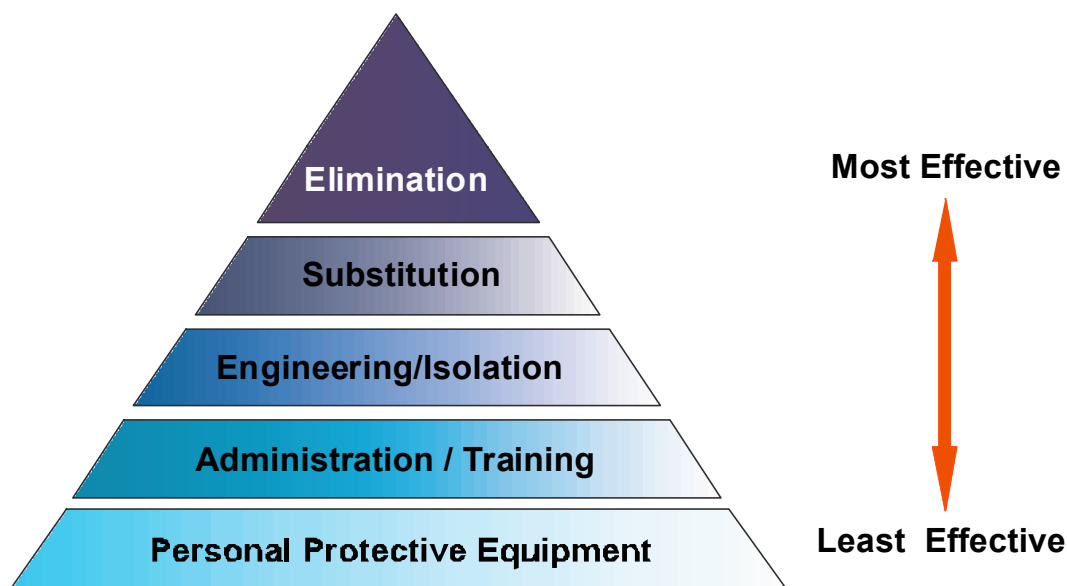 Elimination
Most Effective
Substitution
Engineering/Isolation
Administration / Training
Personal Protective Equipment
Least Effective